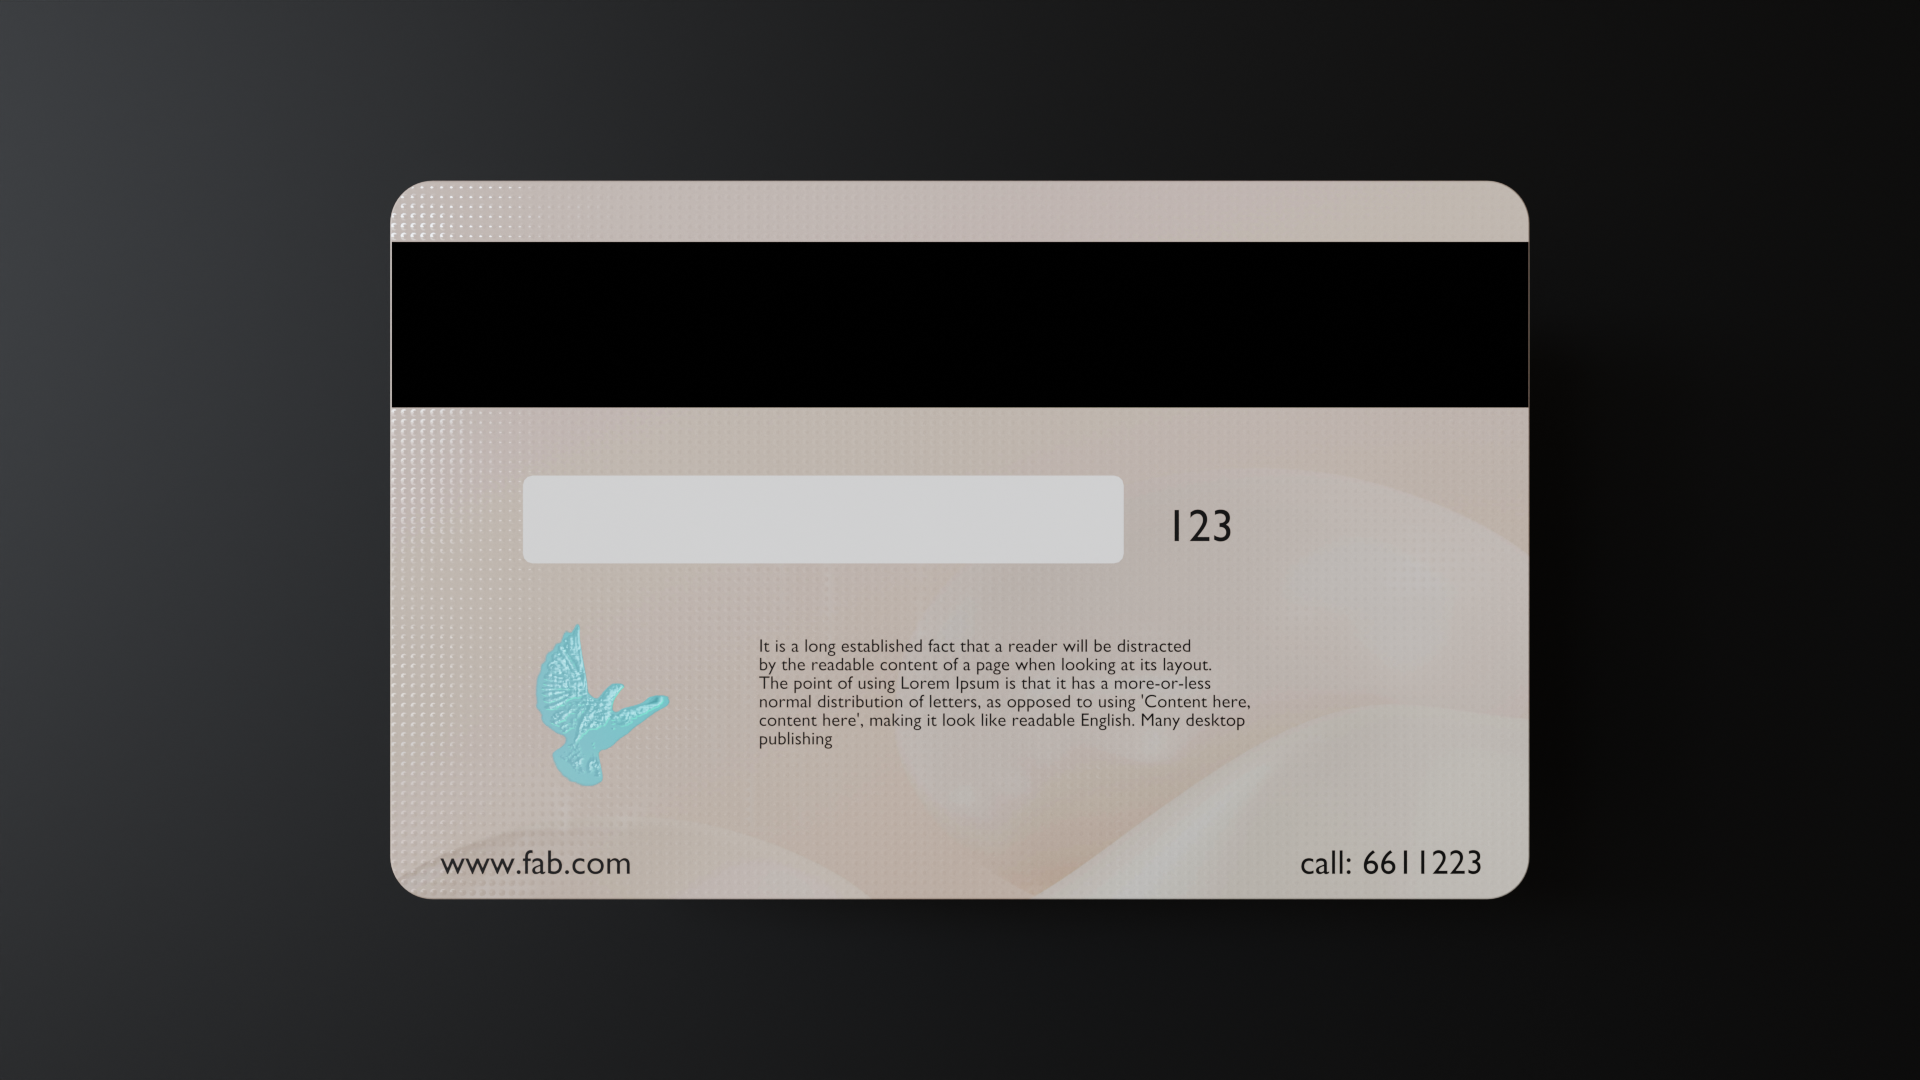 123
It is a long established fact that a reader will be distracted
by the readable content of a page when looking at its layout.
The point of using Lorem Ipsum is that it has a more-or-less
normal distribution of letters, as opposed to using 'Content here,
content here', making it look like readable English. Many desktop
publishing
www.fab.com
call: 6611223